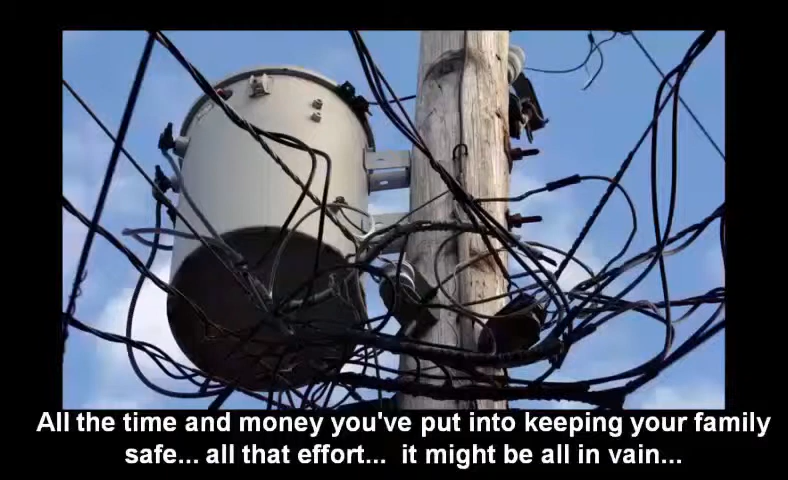 All the time and money you've put into keeping your family
safe... all that effort...  it might be all in vain...